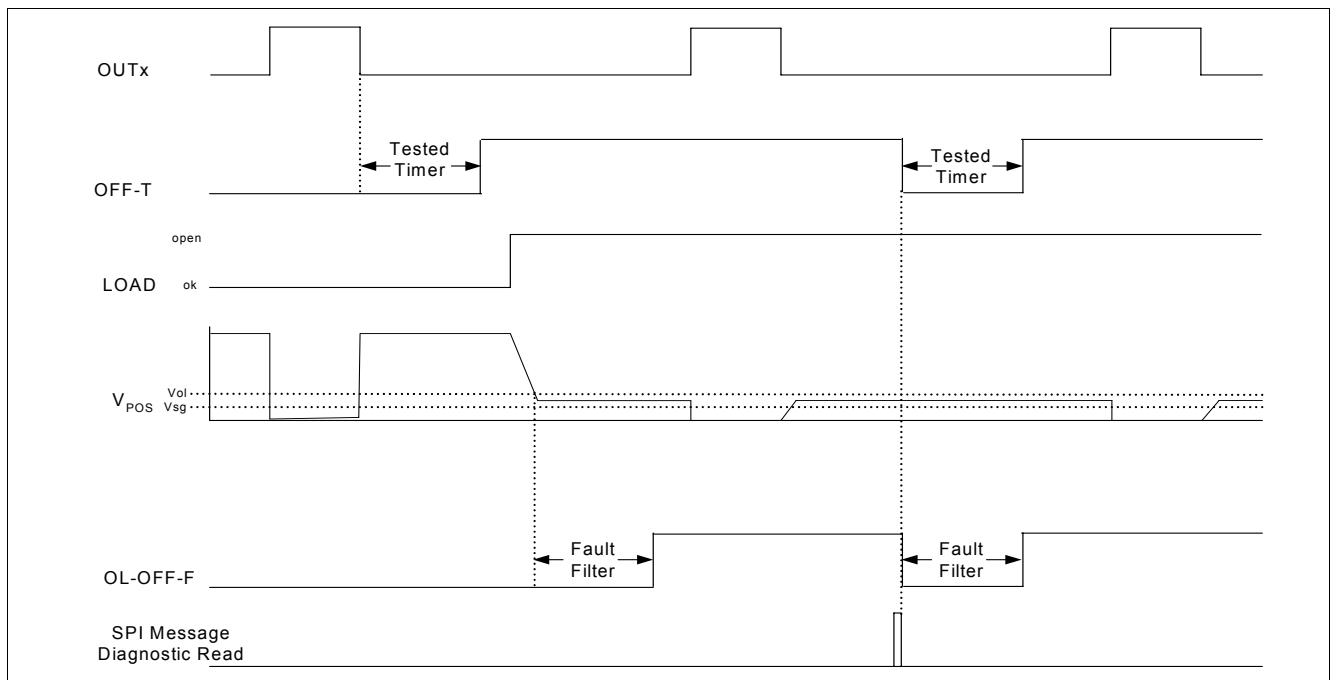 OUTx
Tested
Timer
Tested
Timer
OFF-T
open
LOAD ok
Vol
VPOS Vsg
Fault
Filter
Fault
Filter
OL-OFF-F
SPI Message
Diagnostic Read